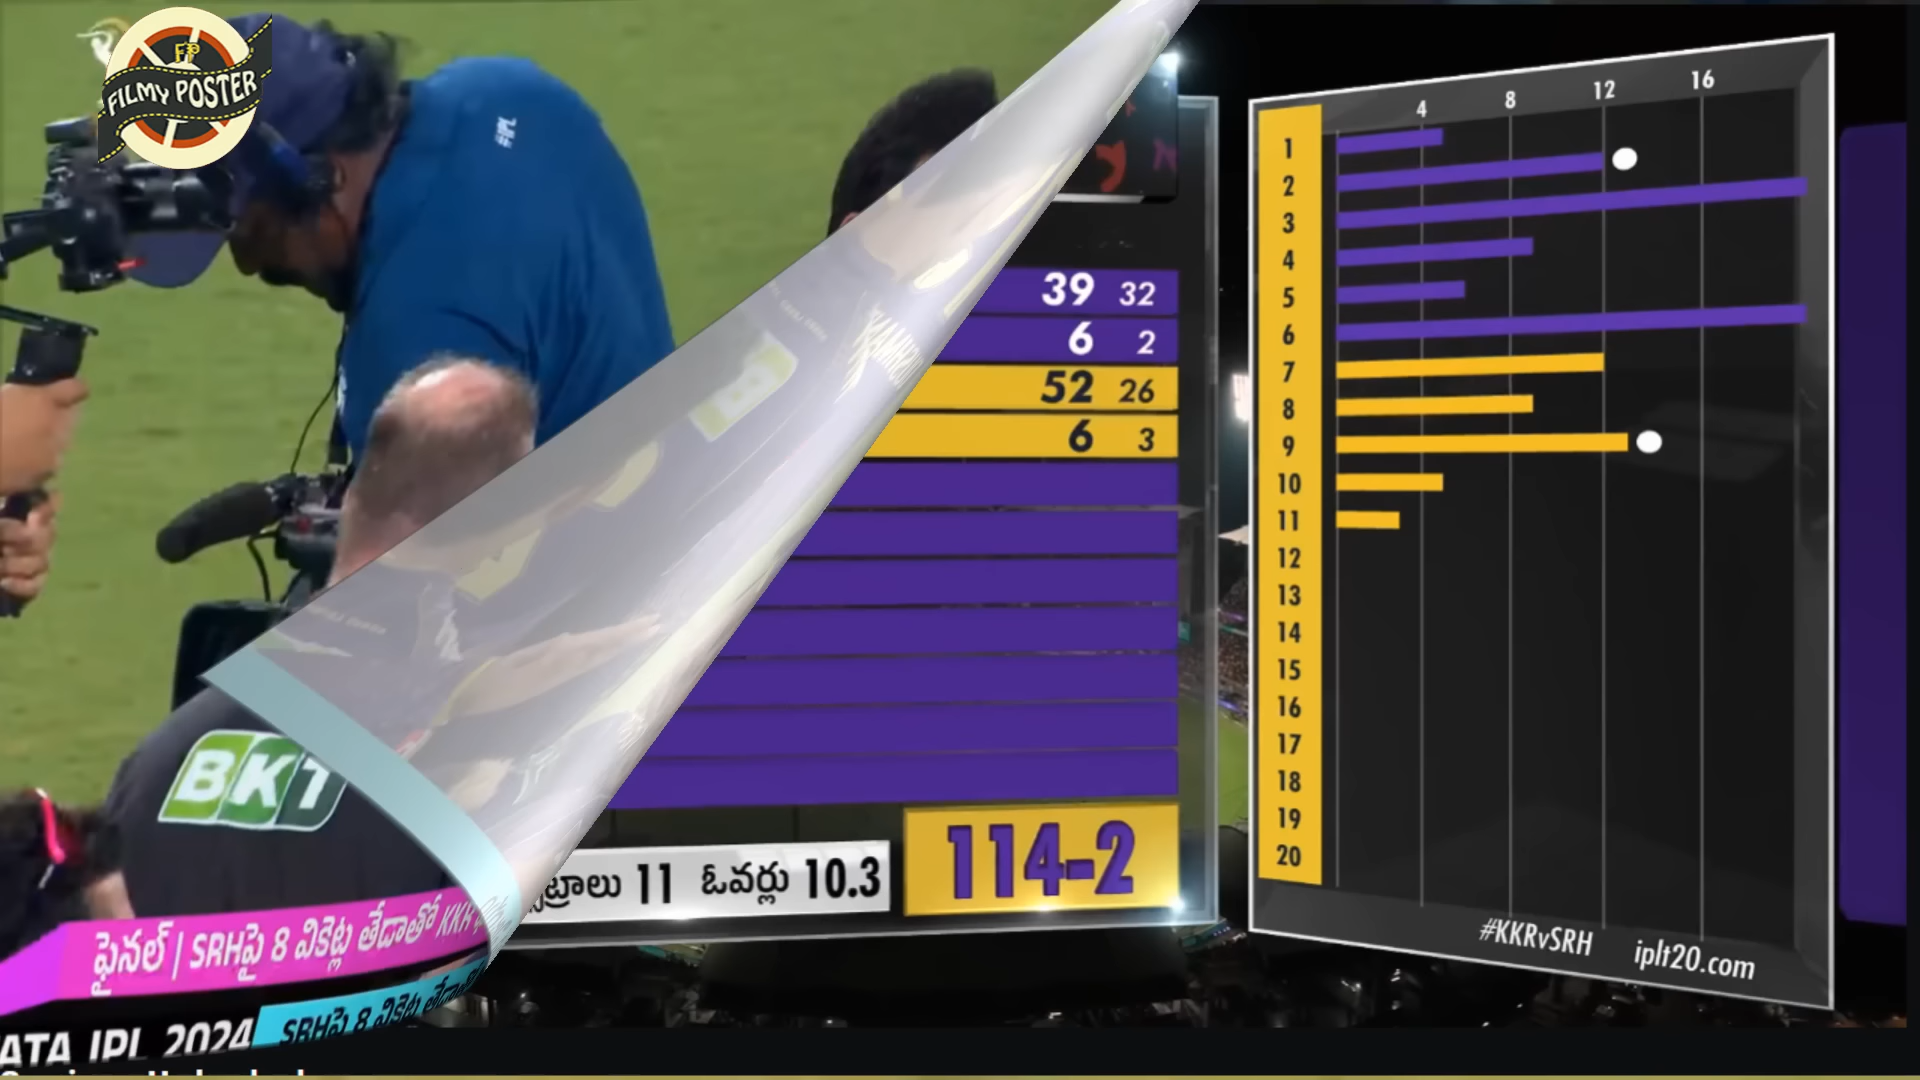 FP
FILMY POSTER
#IPL
BKT
39 32
6 2
52 26
6 3
11 ఓవర్లు 10.3
114-2
ఫైనల్ | SRHపై 8 వికెట్ల తేడాతో KKR
ATA IPL 2024
SRHపై 8 వికెట్ల
4 8 12 16
1
2
3
4
5
6
7
8
9
10
11
12
13
14
15
16
17
18
19
20
#KKRvSRH iplt20.com